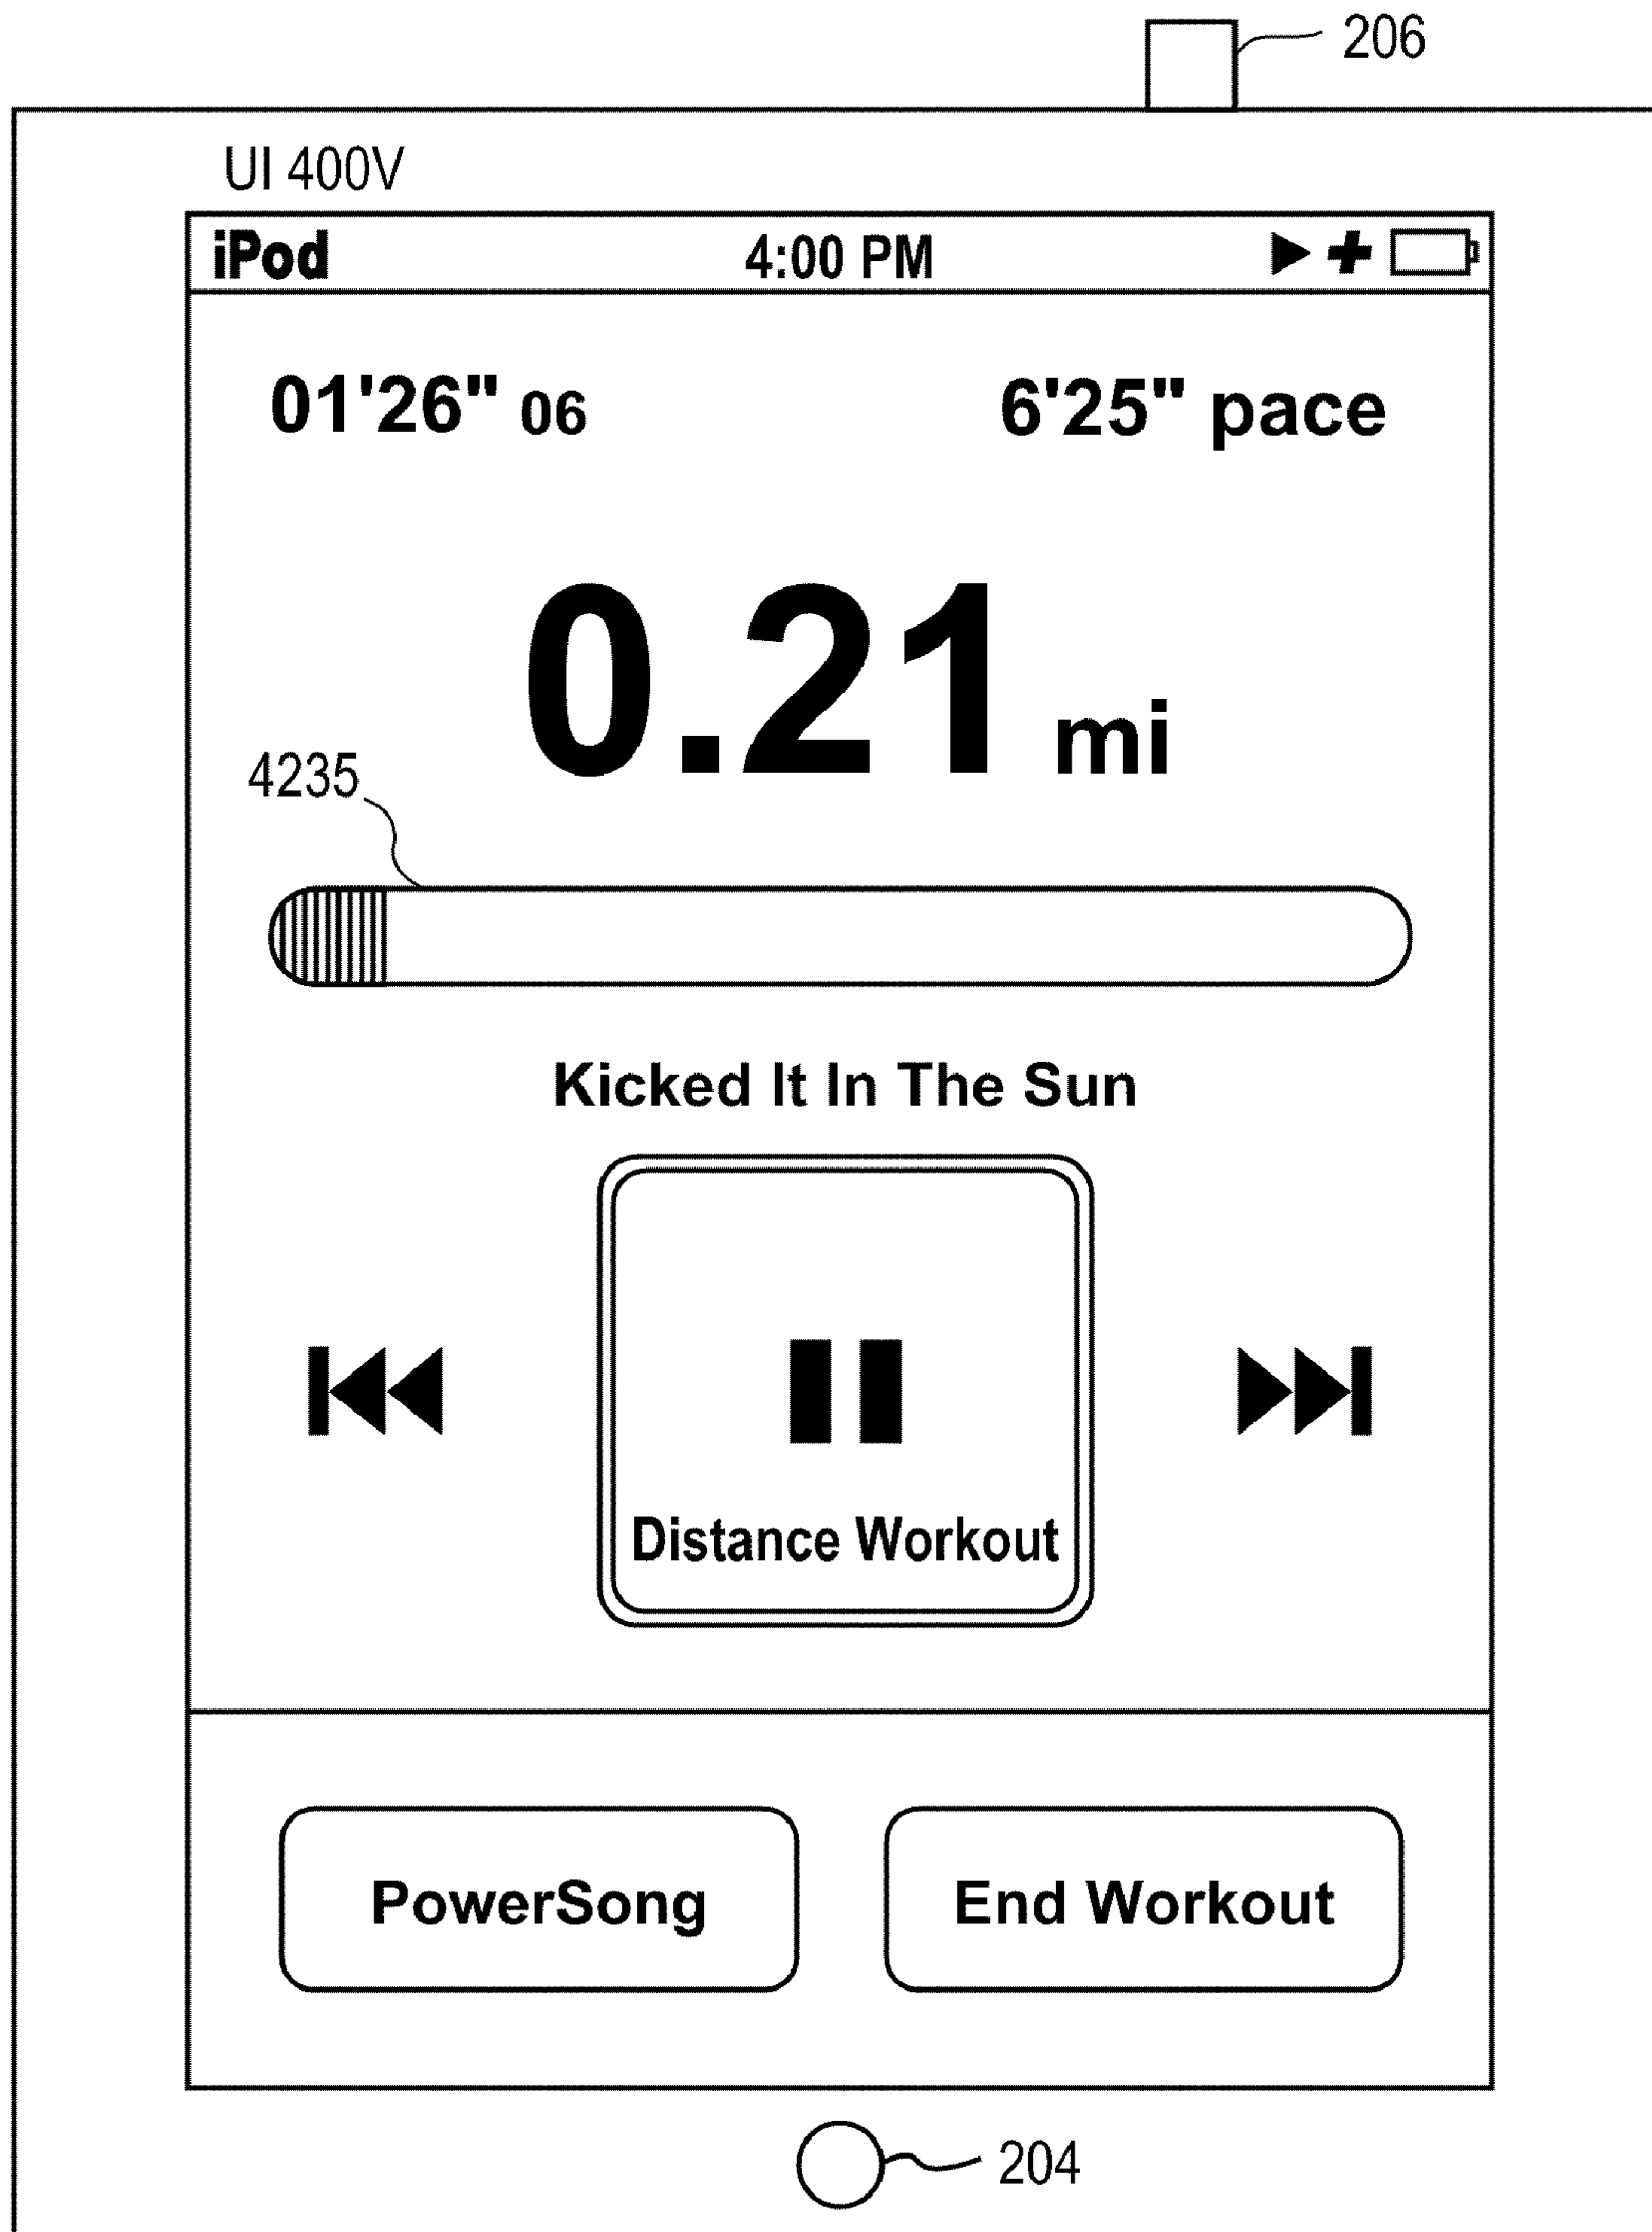 206
UI 400V
iPod 4:00 PM
01'26" 06 6'25" pace
0.21 mi
4235
Kicked It In The Sun
Distance Workout
PowerSong End Workout
204